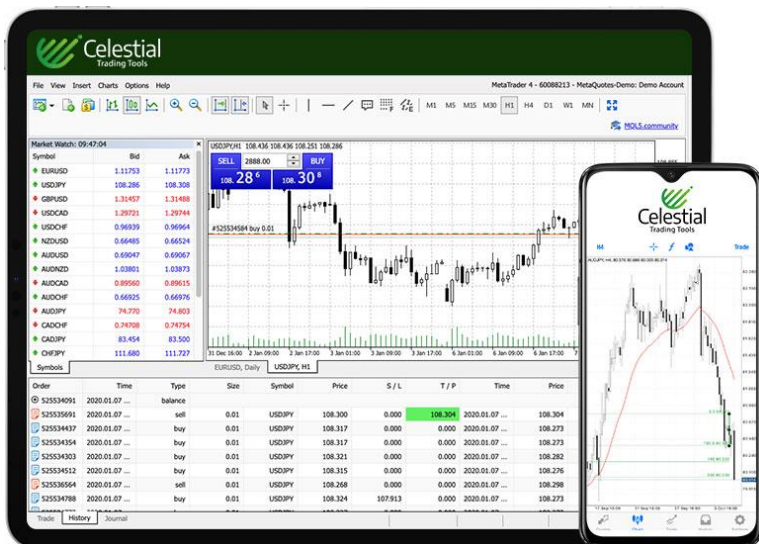 Celestial
Trading Tools
File View Insert Charts Options Help
MetaTrader 4 - 60088213 - MetaQuotes-Demo: Demo Account
M1 M5 M15 M30 H1 H4 D1 W1 MN
MQL5.community
Market Watch: 09:47:04
Symbol Bid Ask
EURUSD 1.11753 1.11773
USDJPY 108.286 108.308
GBPUSD 1.31457 1.31488
USDCAD 1.29721 1.29744
USDCHF 0.96939 0.96964
NZDUSD 0.66485 0.66524
AUDUSD 0.69047 0.69067
AUDNZD 1.03801 1.03873
AUDCAD 0.89560 0.89615
AUDCHF 0.66925 0.66976
AUDJPY 74.770 74.803
CADCHF 0.74708 0.74754
CADJPY 83.454 83.500
CHFJPY 111.680 111.727
Symbols
USDJPY,H1 108.436 108.436 108.251 108.286
SELL 2888.00 BUY
108. 28 6 108. 30 8
#525534584 buy 0.01
31 Dec 16:00 2 Jan 09:00 2 Jan 17:00 3 Jan 01:00 3 Jan 09:00 3 Jan 17:00 6 Jan 01:00 6 Jan 09:00 6 Jan 17:00
EURUSD, Daily USDJPY, H1
Order Time Type Size Symbol Price S / L T / P Time Price
525534091 2020.01.07 ... balance
525535691 2020.01.07 ... sell 0.01 USDJPY 108.300 0.000 108.304 2020.01.07 ... 108.304
525534437 2020.01.07 ... buy 0.01 USDJPY 108.317 0.000 0.000 2020.01.07 ... 108.273
525534354 2020.01.07 ... buy 0.01 USDJPY 108.317 0.000 0.000 2020.01.07 ... 108.273
525534303 2020.01.07 ... buy 0.01 USDJPY 108.321 0.000 0.000 2020.01.07 ... 108.282
525534512 2020.01.07 ... buy 0.01 USDJPY 108.315 0.000 0.000 2020.01.07 ... 108.276
525536564 2020.01.07 ... sell 0.01 USDJPY 108.268 0.000 0.000 2020.01.07 ... 108.298
525534788 2020.01.07 ... buy 0.01 USDJPY 108.324 107.913 0.000 2020.01.07 ... 108.273
Trade History Journal
Celestial
Trading Tools
H4 Trade